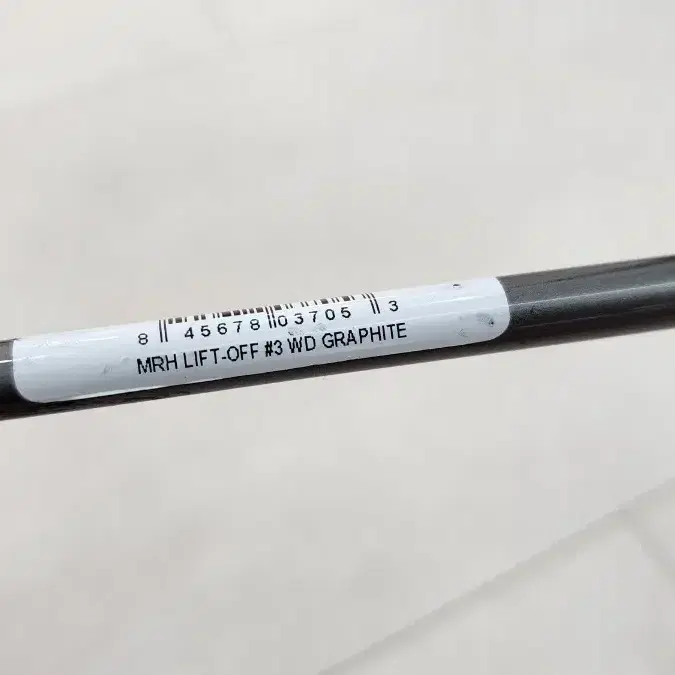 8 45678 03705 3
MRH LIFT-OFF #3 WD GRAPHITE